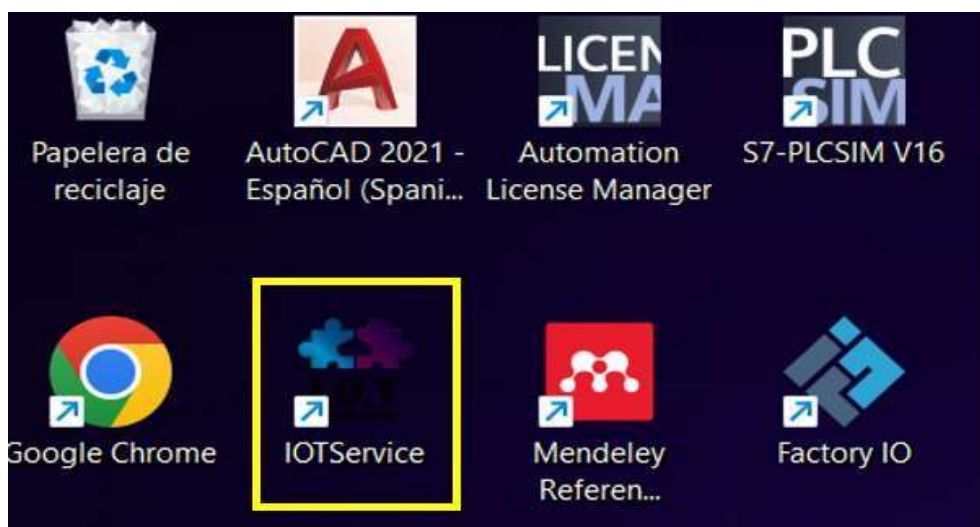 LICEN
MA
PLC
SIM
Papelera de
reciclaje
AutoCAD 2021 -
Español (Spani...
Automation
License Manager
S7-PLCSIM V16
I.O.T
Google Chrome
IOTService
Mendeley
Referen...
Factory IO